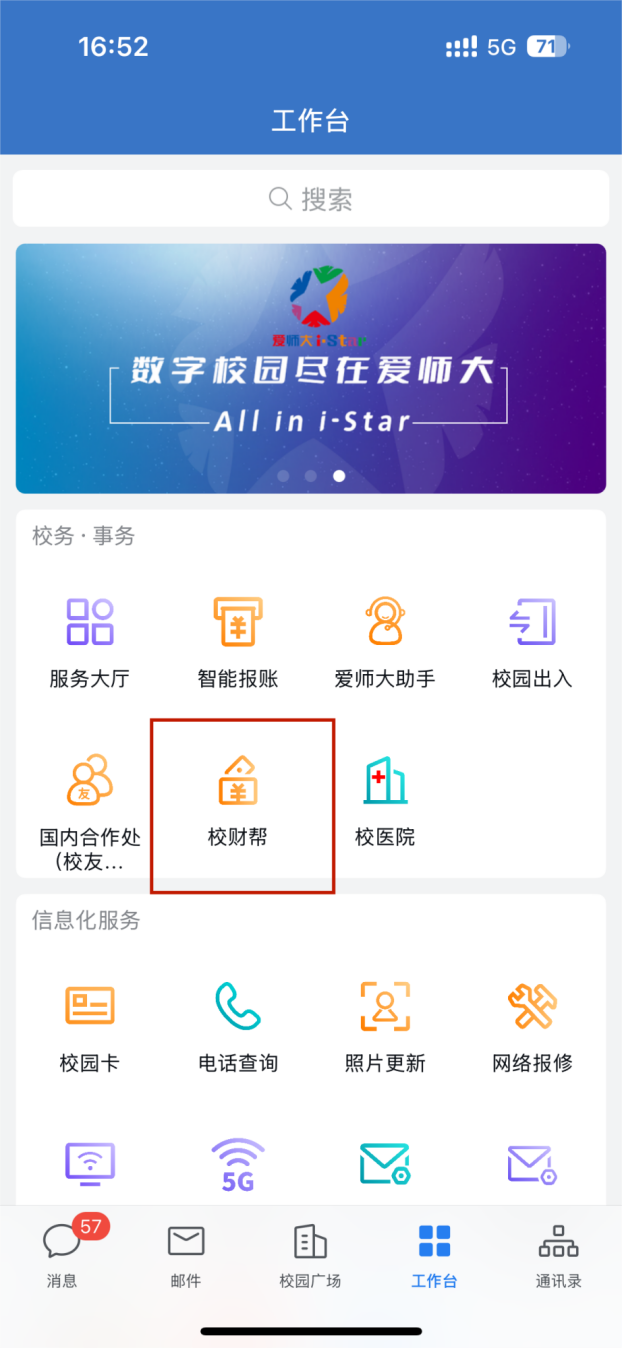 16:52
5G
71
工作台
搜索
爱师大 i-Star
数字校园尽在爱师大
All in i-Star
校务·事务
¥
服务大厅
智能报账
爱师大助手
校园出入
友
¥
国内合作处
(校友...
校财帮
校医院
信息化服务
校园卡
电话查询
照片更新
网络报修
5G
57
消息
邮件
校园广场
工作台
通讯录